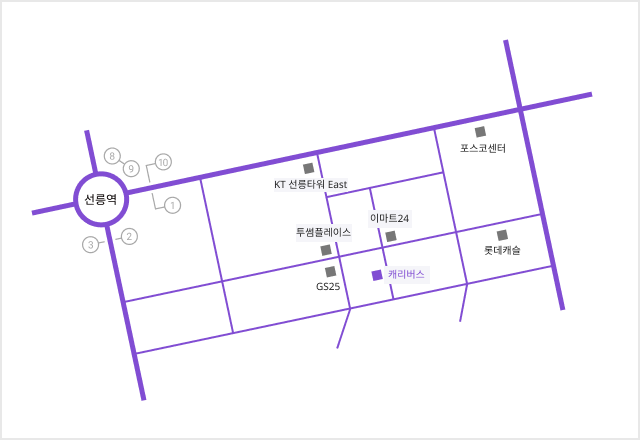 포스코센터
8
9
10
KT 선릉타워 East
선릉역
1
이마트24
투썸플레이스
2
3
롯데캐슬
캐리버스
GS25